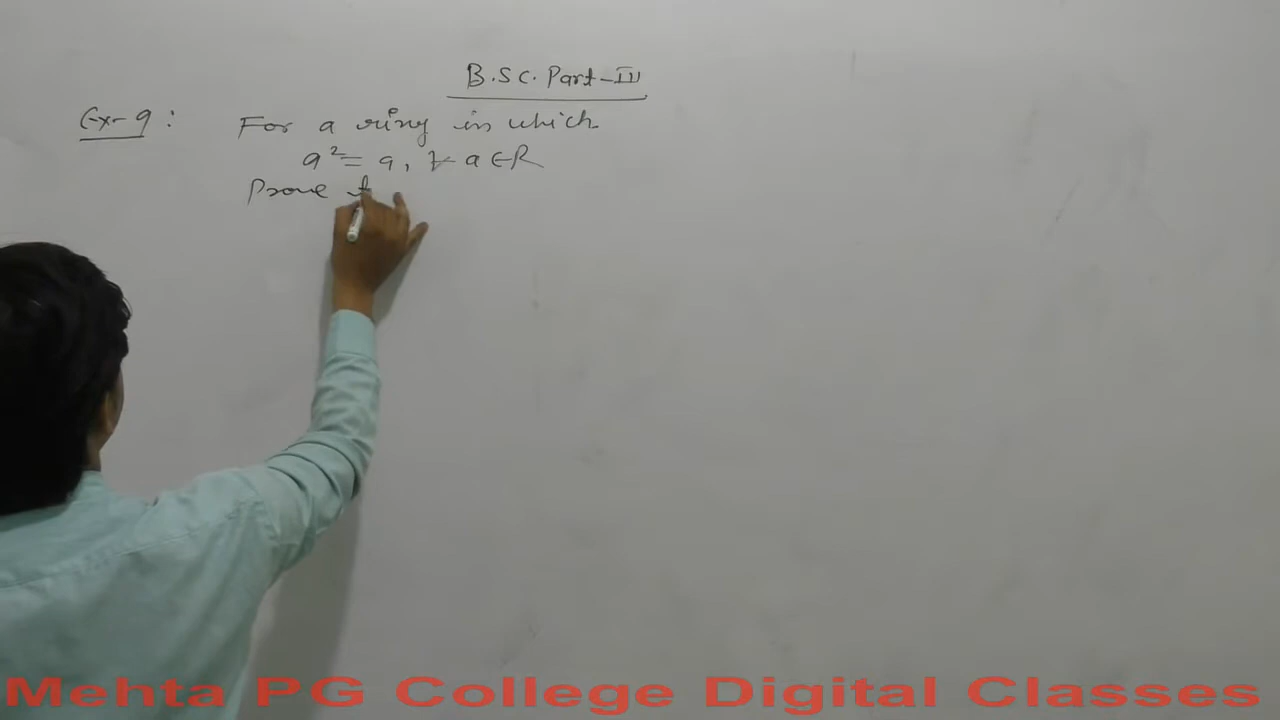 B.Sc. Part-III
Ex-9: For a ring in which
a² = a, ∀ a ∈ R
Prove
Mehta PG College Digital Classes